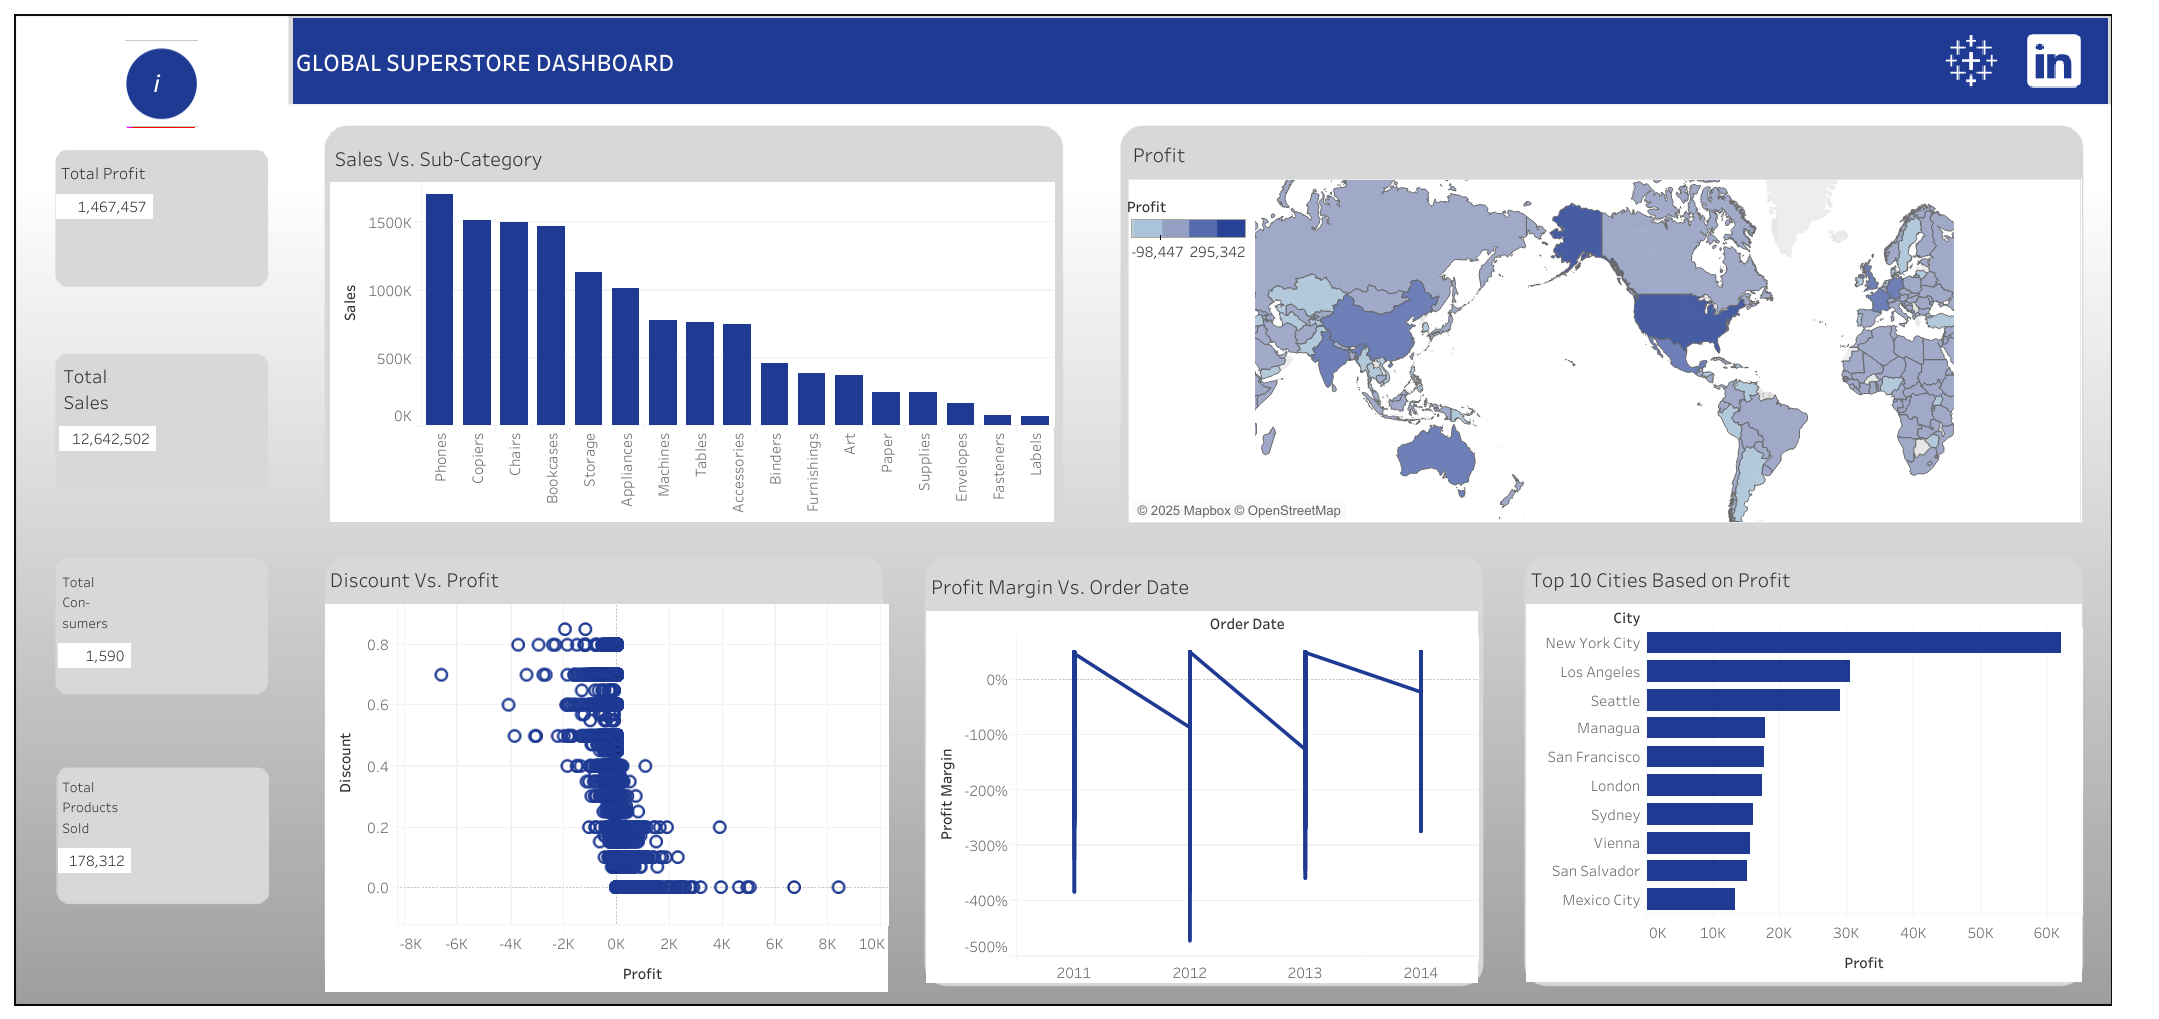 i
GLOBAL SUPERSTORE DASHBOARD
in
Total Profit
1,467,457
Total
Sales
12,642,502
Total
Con-
sumers
1,590
Total
Products
Sold
178,312
Sales Vs. Sub-Category
Sales
1500K
1000K
500K
0K
Phones
Copiers
Chairs
Bookcases
Storage
Appliances
Machines
Tables
Accessories
Binders
Furnishings
Art
Paper
Supplies
Envelopes
Fasteners
Labels
Profit
Profit
-98,447 295,342
© 2025 Mapbox © OpenStreetMap
Discount Vs. Profit
Discount
0.8
0.6
0.4
0.2
0.0
-8K -6K -4K -2K 0K 2K 4K 6K 8K 10K
Profit
Profit Margin Vs. Order Date
Order Date
Profit Margin
0%
-100%
-200%
-300%
-400%
-500%
2011 2012 2013 2014
Top 10 Cities Based on Profit
City
New York City
Los Angeles
Seattle
Managua
San Francisco
London
Sydney
Vienna
San Salvador
Mexico City
0K 10K 20K 30K 40K 50K 60K
Profit